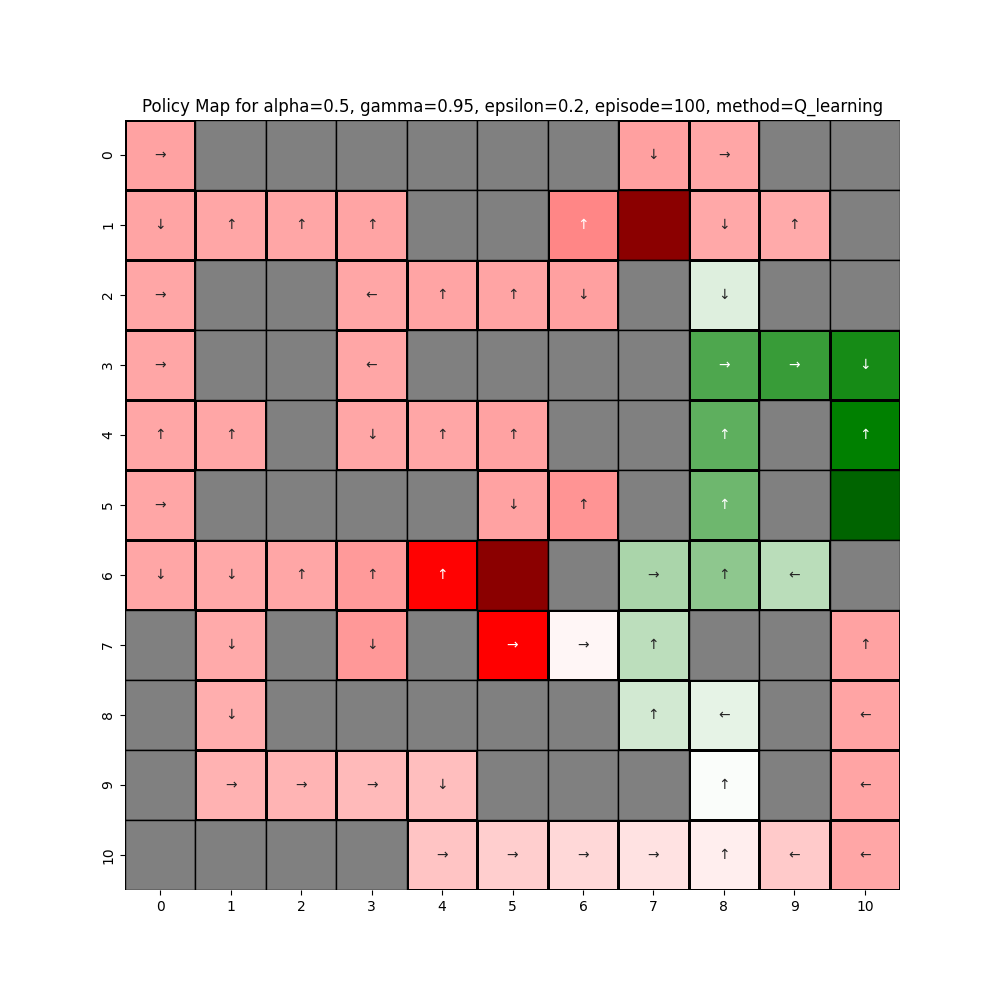 Policy Map for alpha=0.5, gamma=0.95, epsilon=0.2, episode=100, method=Q_learning
0 → ↓ →
1 ↓ ↑ ↑ ↑ ↑ ↓ ↑
2 → ← ↑ ↑ ↓ ↓
3 → ← → → ↓
4 ↑ ↑ ↓ ↑ ↑ ↑ ↑
5 → ↓ ↑ ↑
6 ↓ ↓ ↑ ↑ ↑ → ↑ ←
7 ↓ ↓ → → ↑ ↑
8 ↓ ↑ ← ←
9 → → → ↓ ↑ ←
10 → → → → ↑ ← ←
0 1 2 3 4 5 6 7 8 9 10